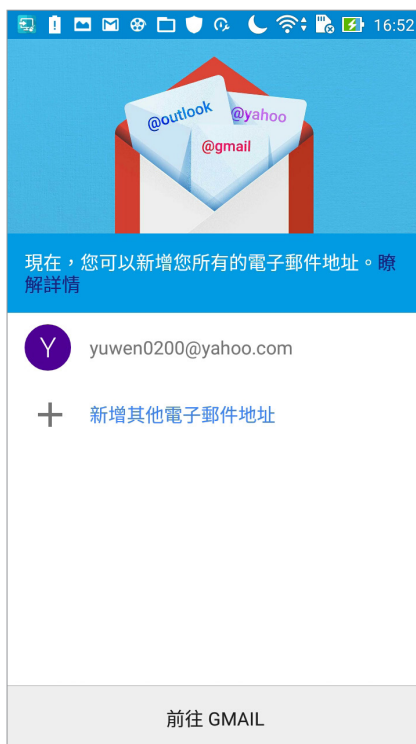 16:52
@outlook
@yahoo
@gmail
現在，您可以新增您所有的電子郵件地址。瞭
解詳情
Y
yuwen0200@yahoo.com
新增其他電子郵件地址
前往 GMAIL